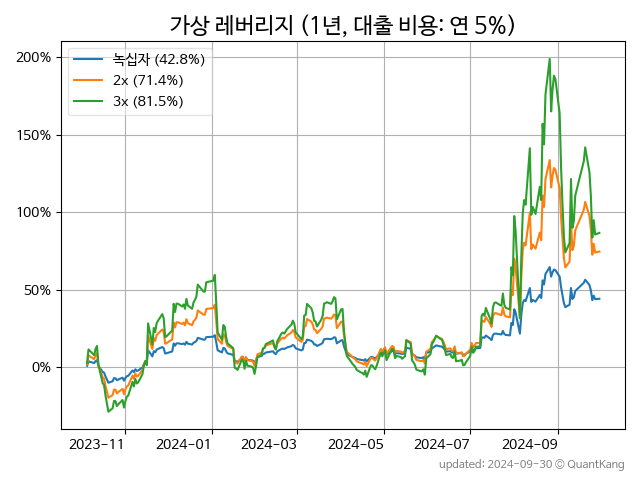 가상 레버리지 (1년, 대출 비용: 연 5%)
녹십자 (42.8%)
2x (71.4%)
3x (81.5%)
200%
150%
100%
50%
0%
2023-11 2024-01 2024-03 2024-05 2024-07 2024-09
updated: 2024-09-30 © QuantKang